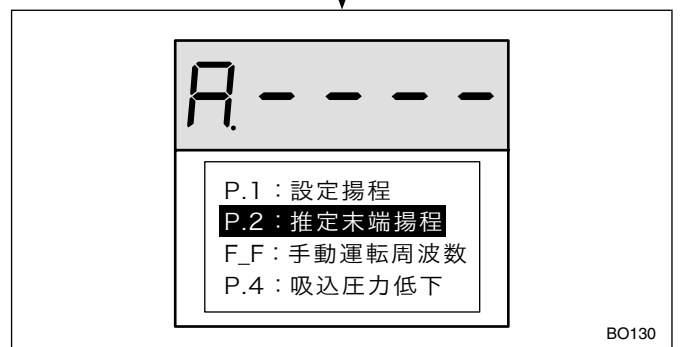 A.----
P.1：設定揚程
P.2：推定末端揚程
F_F：手動運転周波数
P.4：吸込圧力低下
BO130